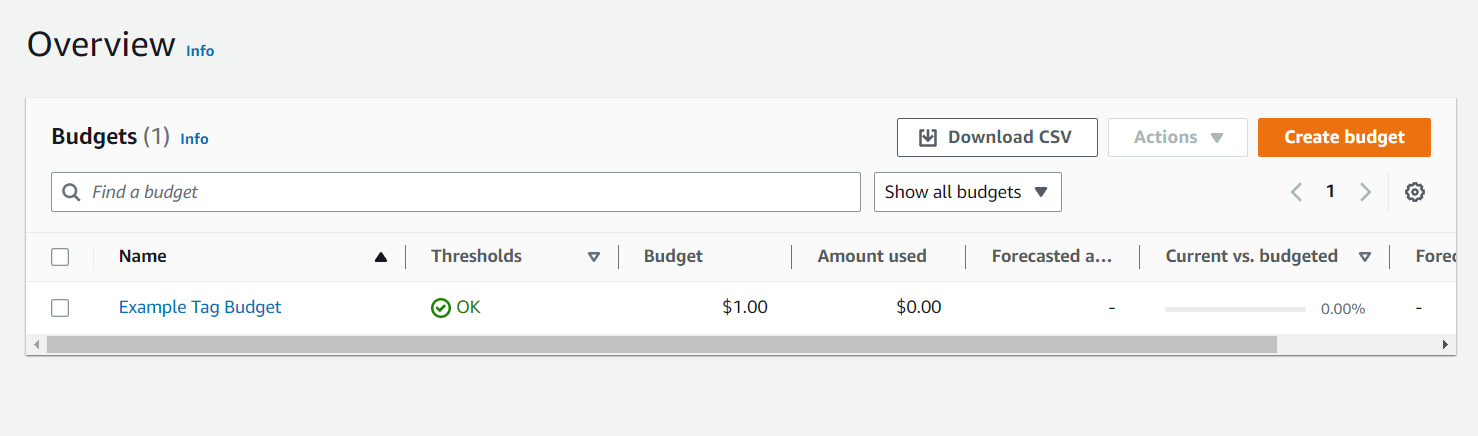 Overview Info
Budgets (1) Info
Download CSV
Actions
Create budget
Find a budget
Show all budgets
1
Name Thresholds Budget Amount used Forecasted a... Current vs. budgeted Forec
Example Tag Budget OK $1.00 $0.00 - 0.00% -